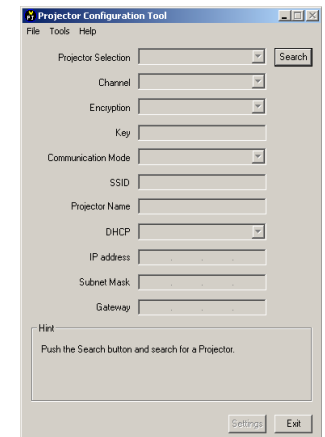 Projector Configuration Tool
File Tools Help
Projector Selection Search
Channel
Encryption
Key
Communication Mode
SSID
Projector Name
DHCP
IP address . . .
Subnet Mask . . .
Gateway . . .
Hint
Push the Search button and search for a Projector.
Settings Exit